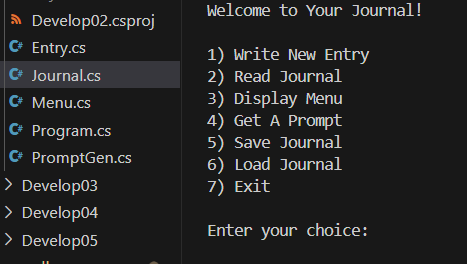 Develop02.csproj
Entry.cs
Journal.cs
Menu.cs
Program.cs
PromptGen.cs
Develop03
Develop04
Develop05
Welcome to Your Journal!
1) Write New Entry
2) Read Journal
3) Display Menu
4) Get A Prompt
5) Save Journal
6) Load Journal
7) Exit
Enter your choice: